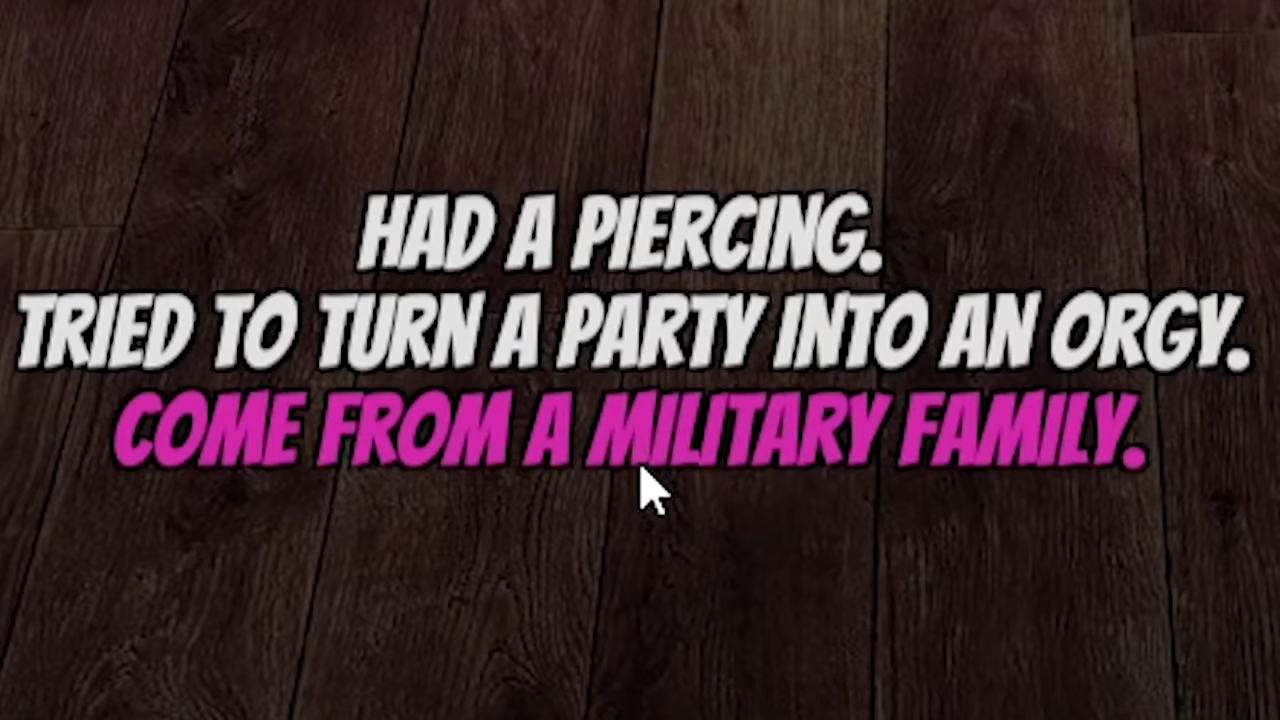 HAD A PIERCING.
TRIED TO TURN A PARTY INTO AN ORGY.
COME FROM A MILITARY FAMILY.